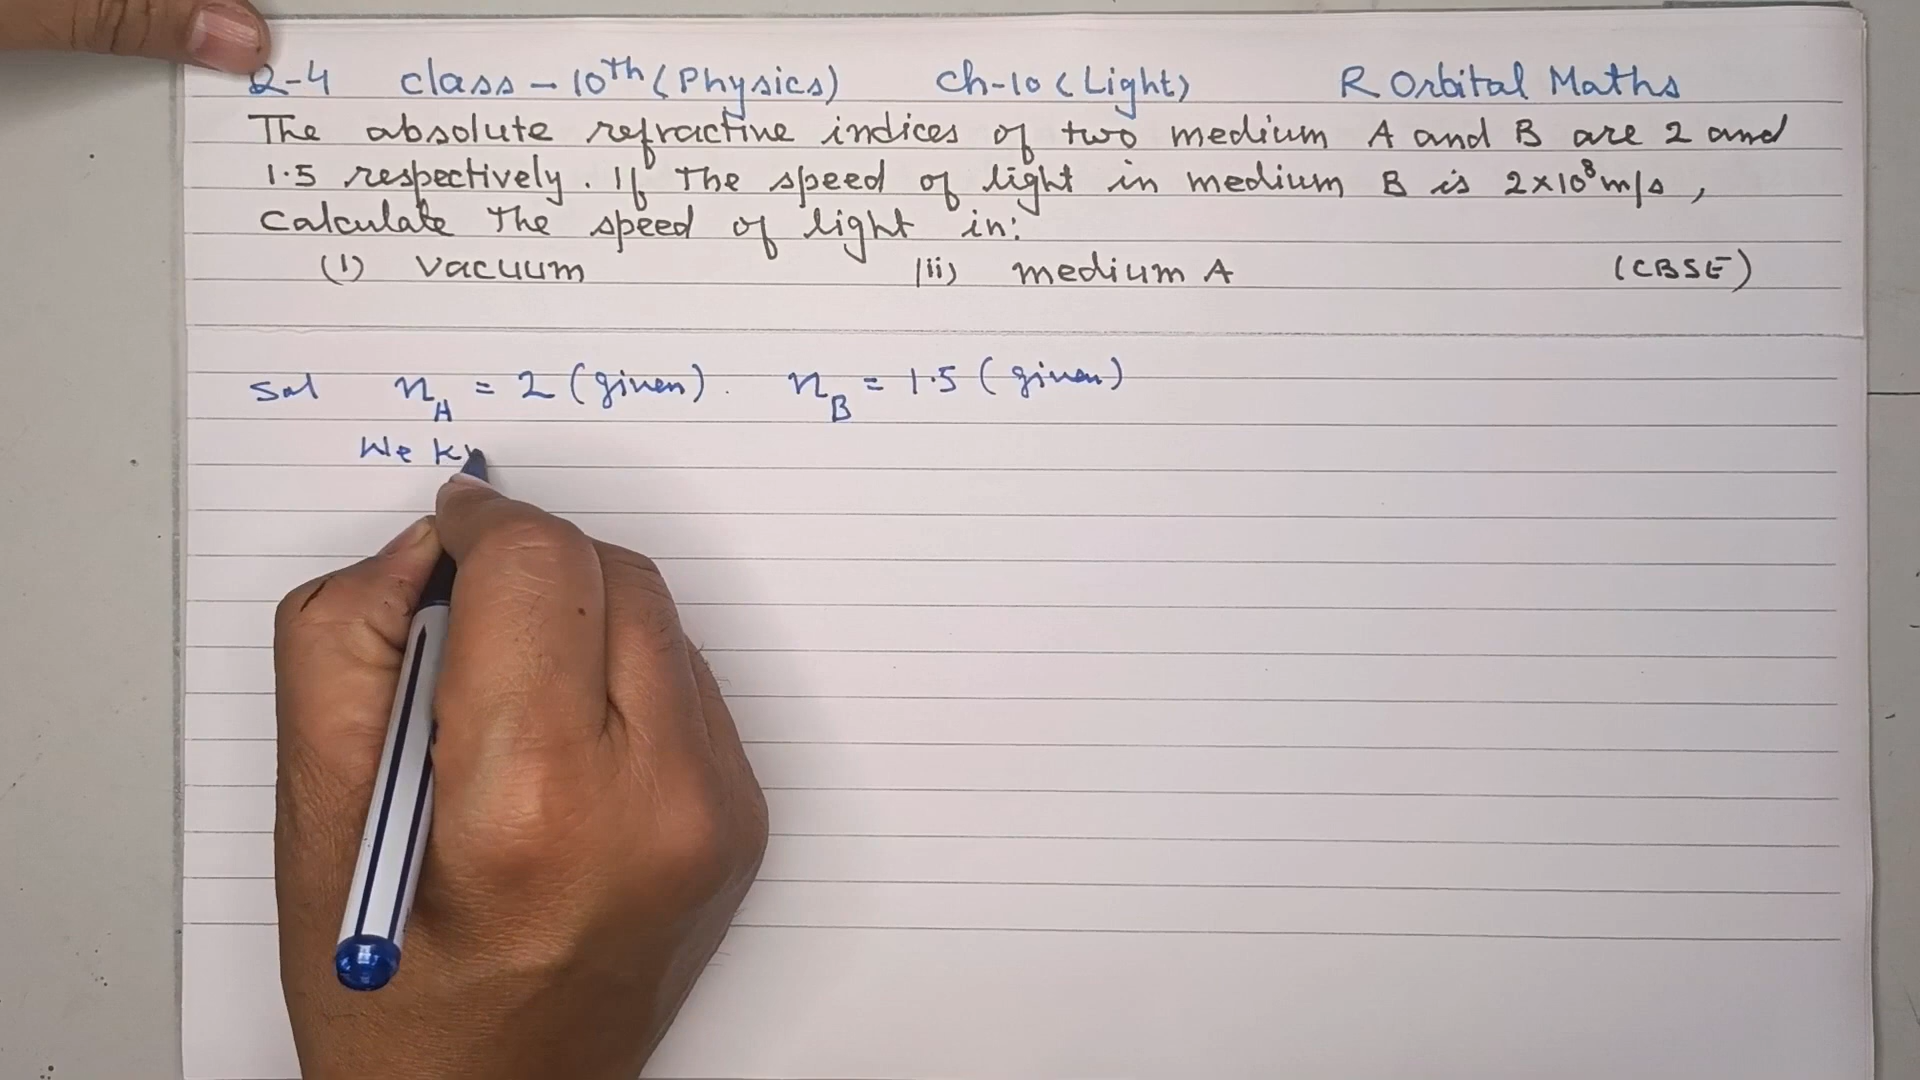 Q-4 class-10th (Physics) Ch-10 (Light) R Orbital Maths
The absolute refractive indices of two medium A and B are 2 and
1.5 respectively. If The speed of light in medium B is 2×10⁸m/s,
Calculate The speed of light in:
(i) vacuum (ii) medium A (CBSE)
Sol n_A = 2 (given). n_B = 1.5 (given)
We kn